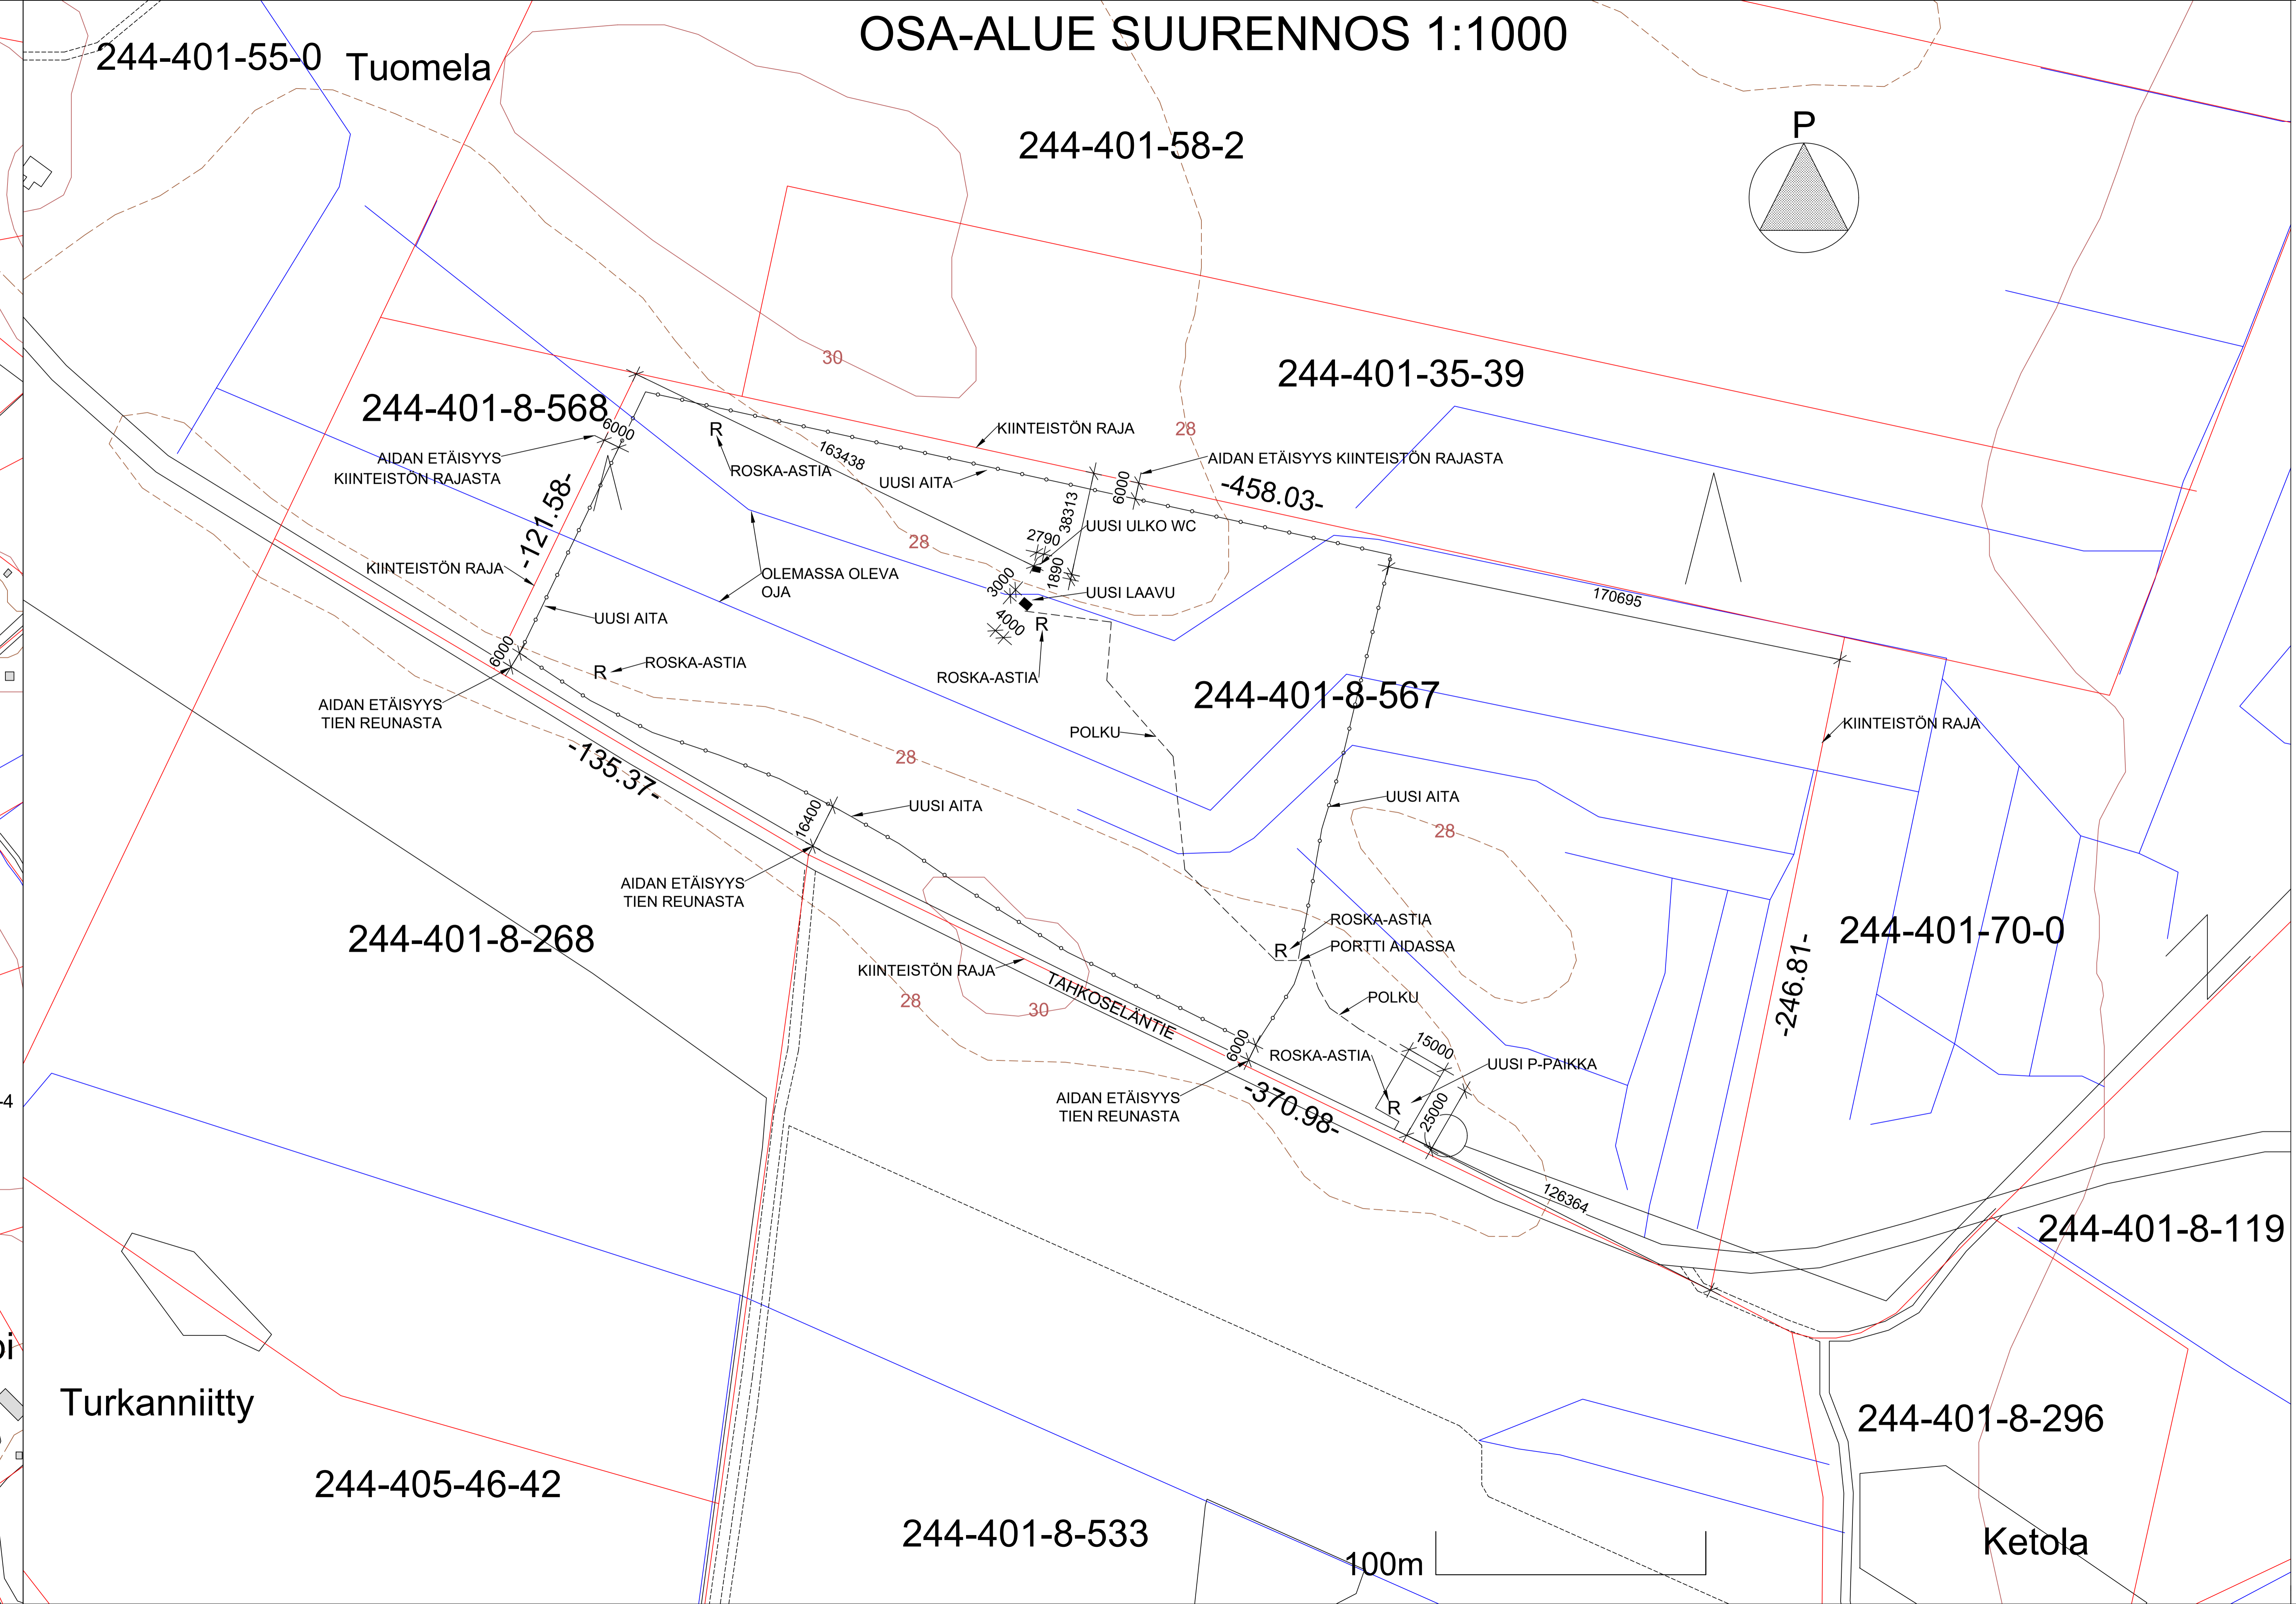 OSA-ALUE SUURENNOS 1:1000
244-401-55-0
Tuomela
244-401-58-2
P
30
244-401-35-39
244-401-8-568
6000
R
KIINTEISTÖN RAJA
28
AIDAN ETÄISYYS
KIINTEISTÖN RAJASTA
163438
ROSKA-ASTIA
UUSI AITA
AIDAN ETÄISYYS KIINTEISTÖN RAJASTA
6000
-458.03-
38313
-121.58-
UUSI ULKO WC
2790
28
KIINTEISTÖN RAJA
OLEMASSA OLEVA
OJA
3000
1890
UUSI LAAVU
170695
UUSI AITA
4000
R
6000
R
ROSKA-ASTIA
ROSKA-ASTIA
244-401-8-567
AIDAN ETÄISYYS
TIEN REUNASTA
POLKU
KIINTEISTÖN RAJA
28
-135.37-
UUSI AITA
UUSI AITA
16400
28
AIDAN ETÄISYYS
TIEN REUNASTA
244-401-8-268
ROSKA-ASTIA
R
PORTTI AIDASSA
244-401-70-0
KIINTEISTÖN RAJA
TAHKOSELÄNTIE
POLKU
28
30
-246.81-
6000
ROSKA-ASTIA
15000
UUSI P-PAIKKA
R
25000
AIDAN ETÄISYYS
TIEN REUNASTA
-370.98-
-4
126364
244-401-8-119
pi
Turkanniitty
244-401-8-296
244-405-46-42
244-401-8-533
100m
Ketola